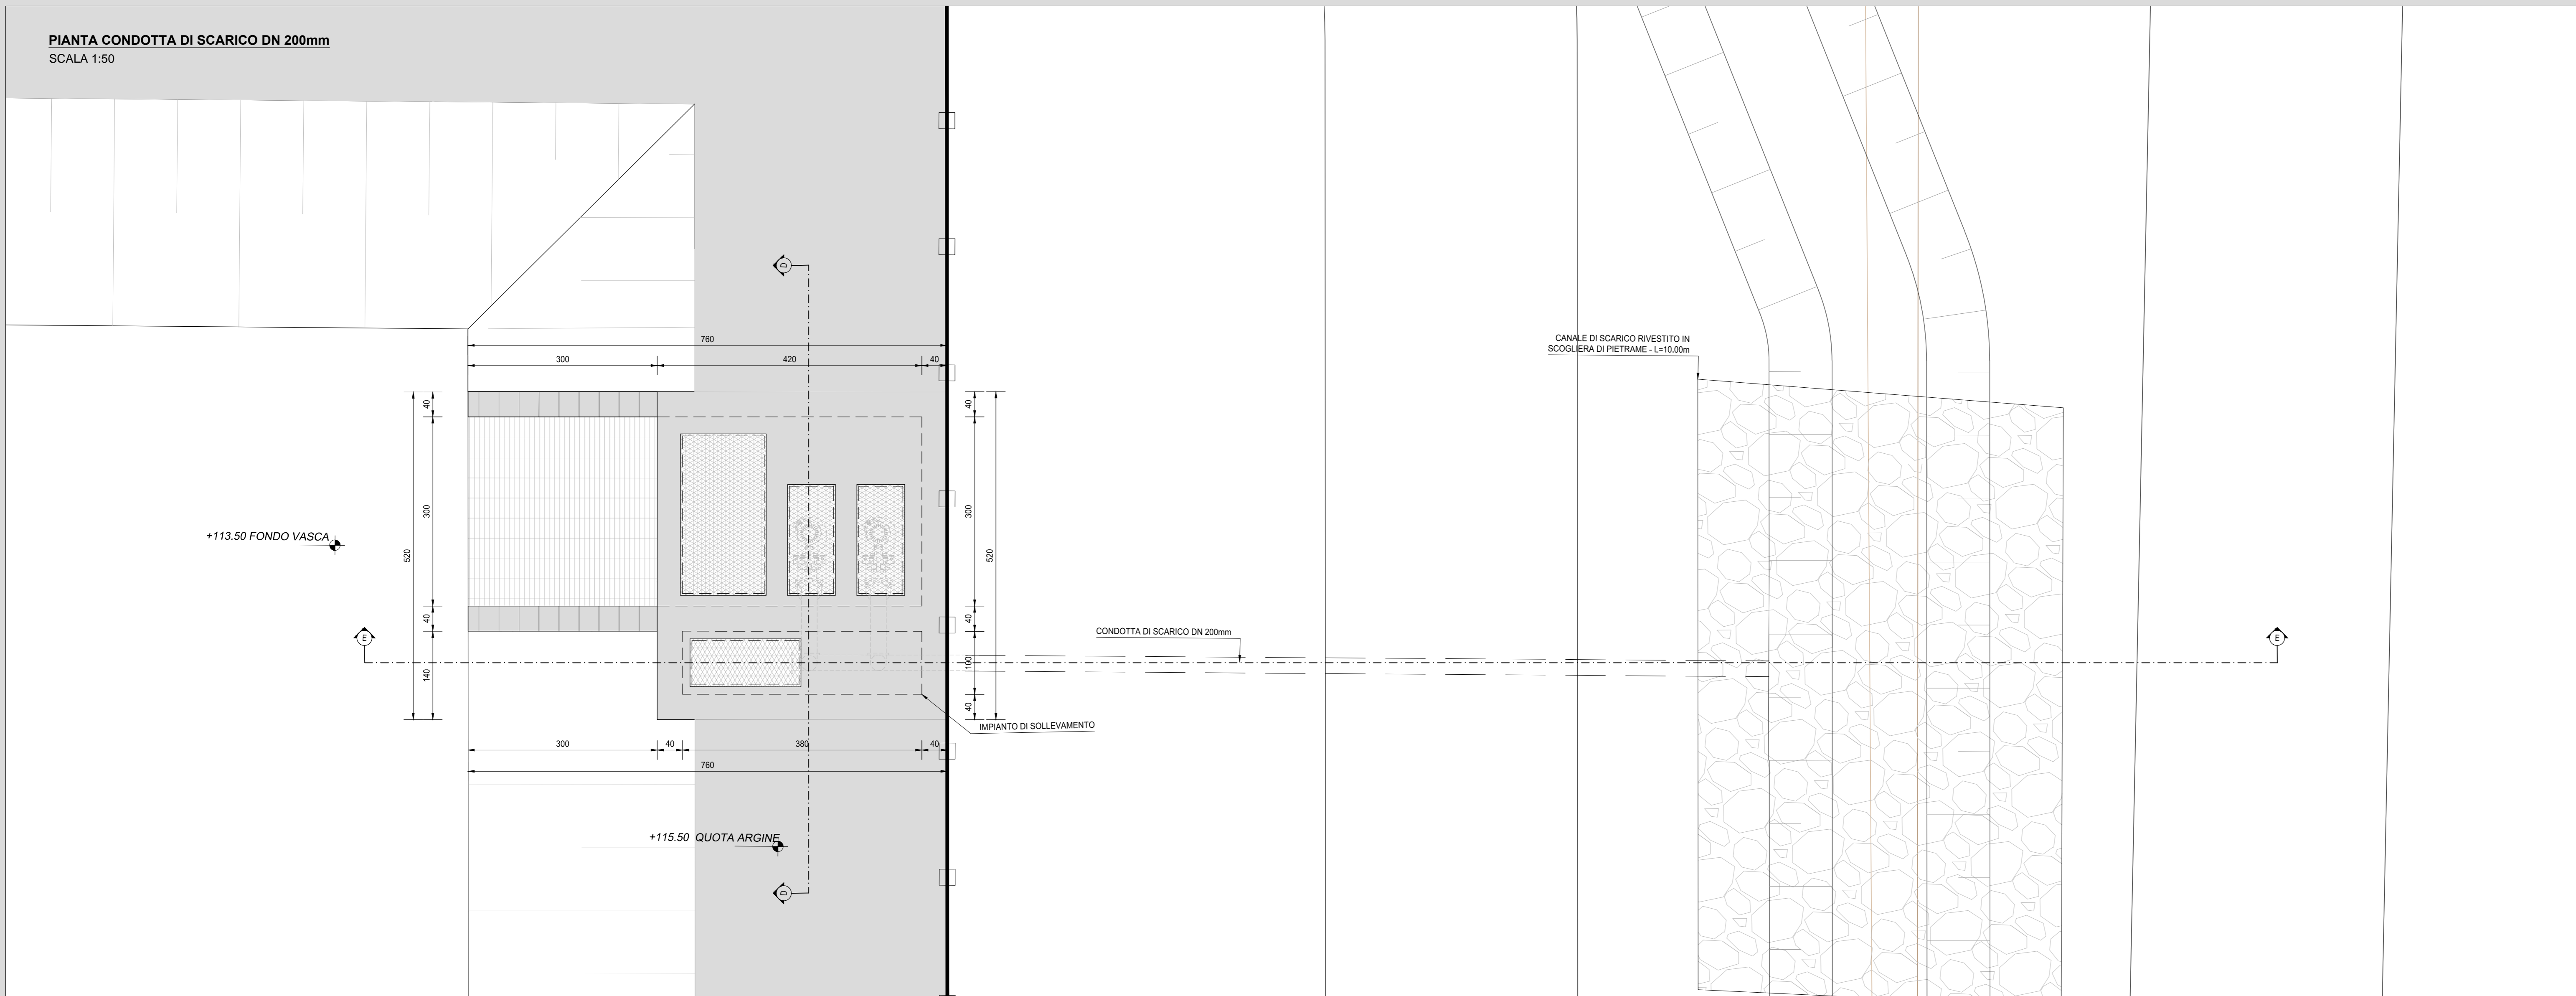 PIANTA CONDOTTA DI SCARICO DN 200mm
SCALA 1:50
D
760
300
420
40
CANALE DI SCARICO RIVESTITO IN
SCOGLIERA DI PIETRAME - L=10.00m
40
40
300
300
520
520
+113.50 FONDO VASCA
40
40
E
CONDOTTA DI SCARICO DN 200mm
E
140
100
40
IMPIANTO DI SOLLEVAMENTO
300
40
380
40
760
+115.50 QUOTA ARGINE
D